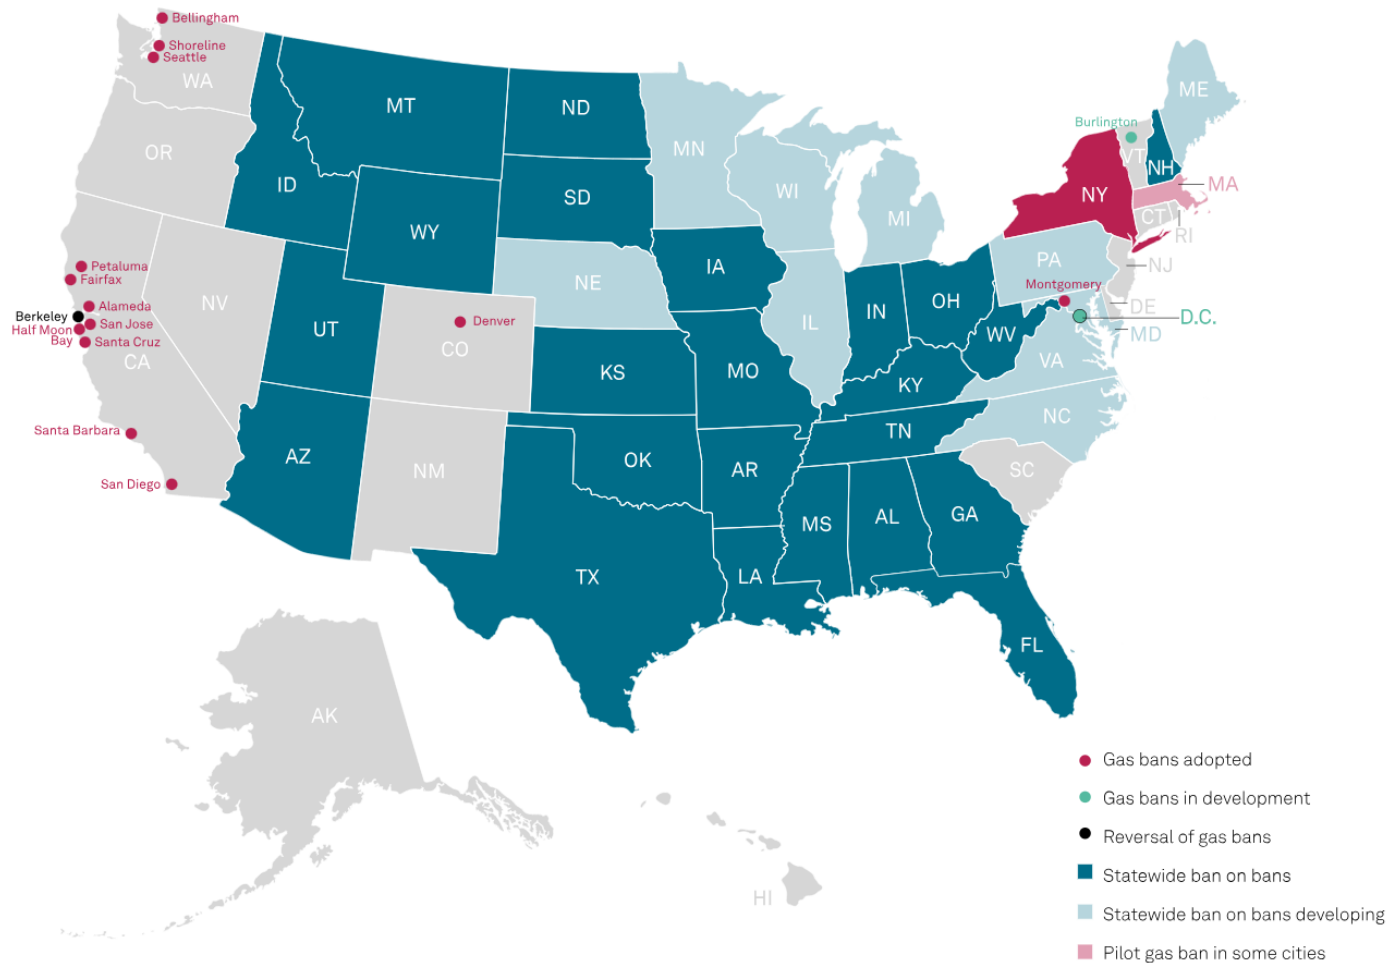 Bellingham
Shoreline
Seattle
WA
MT
ND
MN
ME
Burlington
VT
NH
OR
ID
SD
WI
MI
NY
MA
CT
RI
WY
IA
PA
NJ
Petaluma
Fairfax
NV
NE
Montgomery
Alameda
Berkeley
San Jose
Half Moon
Bay
Santa Cruz
CA
UT
Denver
CO
IL
IN
OH
WV
DE
D.C.
MD
VA
KS
MO
KY
NC
Santa Barbara
AZ
NM
OK
AR
TN
SC
San Diego
MS
AL
GA
TX
LA
FL
AK
HI
Gas bans adopted
Gas bans in development
Reversal of gas bans
Statewide ban on bans
Statewide ban on bans developing
Pilot gas ban in some cities